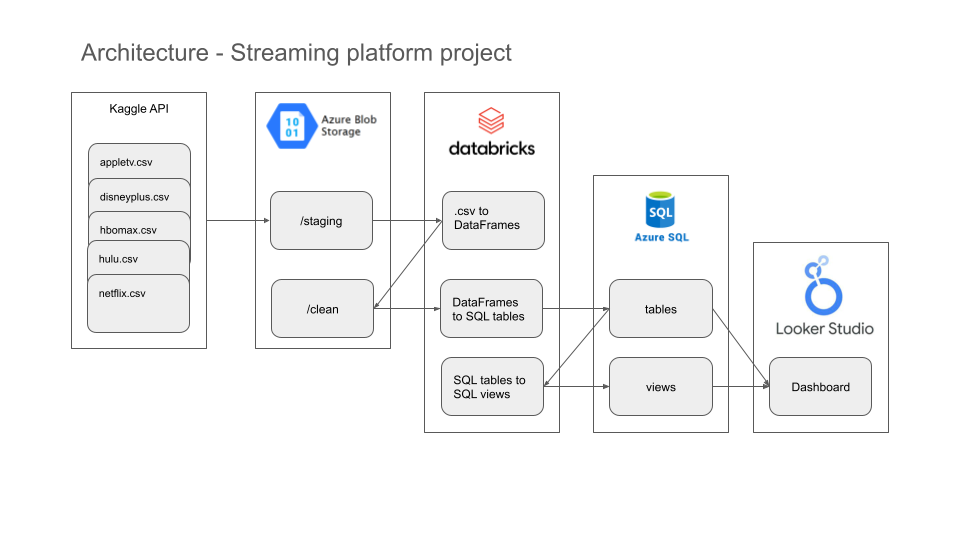 Architecture - Streaming platform project
Kaggle API
appletv.csv
disneyplus.csv
hbomax.csv
hulu.csv
netflix.csv
10
01
Azure Blob
Storage
/staging
/clean
databricks
.csv to
DataFrames
DataFrames
to SQL tables
SQL tables to
SQL views
SQL
Azure SQL
tables
views
Looker Studio
Dashboard